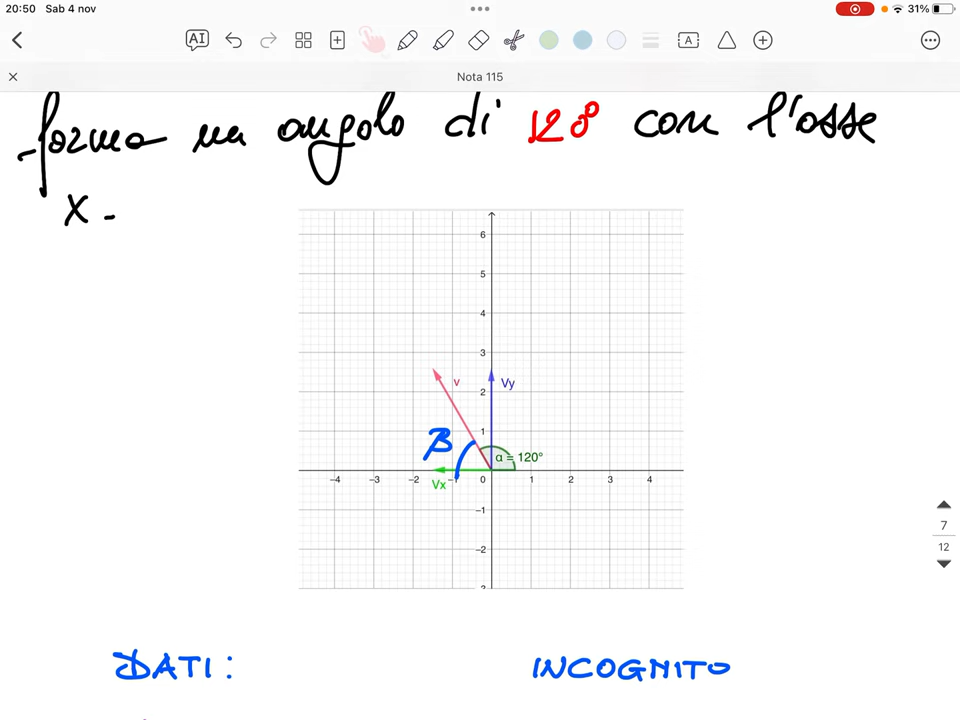 20:50 Sab 4 nov 31%
AI A
Nota 115
forma un angolo di 120° con l'asse
x.
6
5
4
3
v Vy
2
β 1
α = 120°
-4 -3 -2 -1 0 1 2 3 4
Vx
-1
-2
7
12
DATI: INCOGNITO